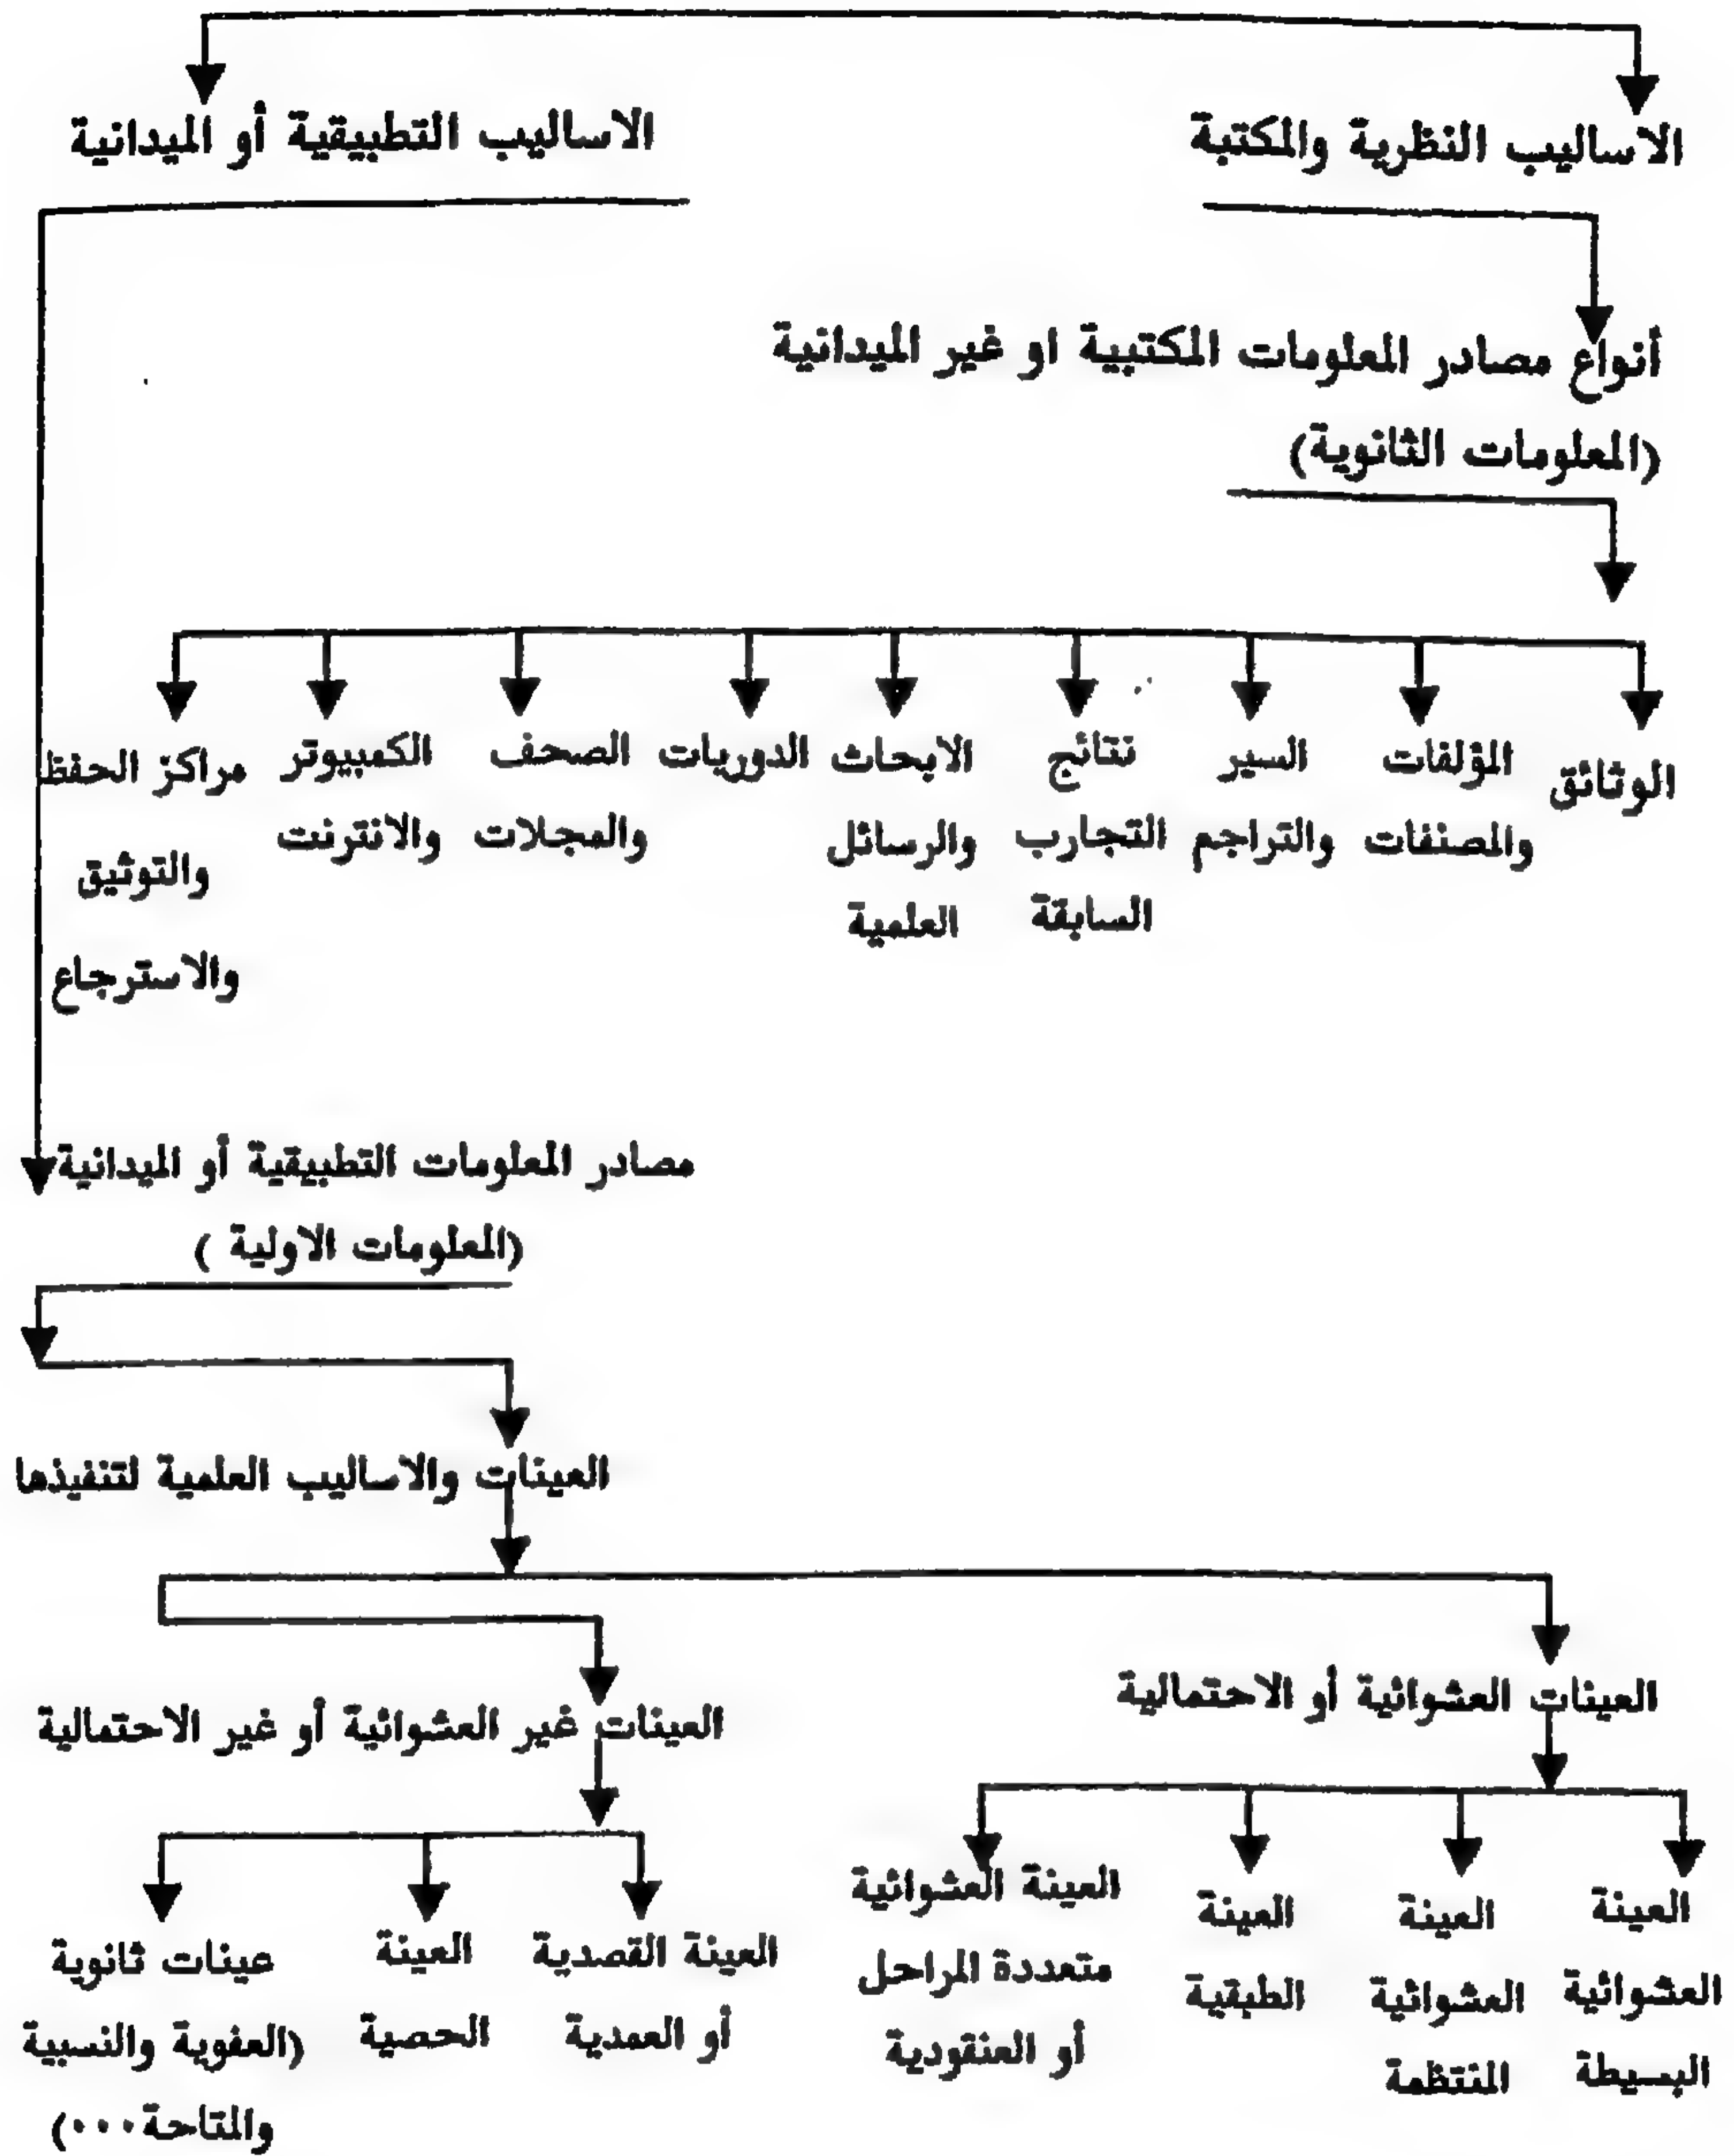 الاساليب النظرية والمكتبة
الاساليب التطبيقية أو الميدانية
أنواع مصادر المعلومات المكتبية او غير الميدانية
(المعلومات الثانوية)
الوثائق
المؤلفات
والمصنفات
السير
والتراجم
نتائج
التجارب
السابقة
الابحاث
والرسائل
العلمية
الدوريات
الصحف
والمجلات
الكمبيوتر
والانترنت
مراكز الحفظ
والتوثيق
والاسترجاع
مصادر المعلومات التطبيقية أو الميدانية
(المعلومات الاولية )
العينات والاساليب العلمية لتنفيذها
العينات العشوائية أو الاحتمالية
العينات غير العشوائية أو غير الاحتمالية
العينة
العشوائية
البسيطة
العينة
العشوائية
المنتظمة
العينة
الطبقية
العينة العشوائية
متعددة المراحل
أو العنقودية
العينة القصدية
أو العمدية
العينة
الحصية
عينات ثانوية
(العفوية والنسبية
والمتاحة...)